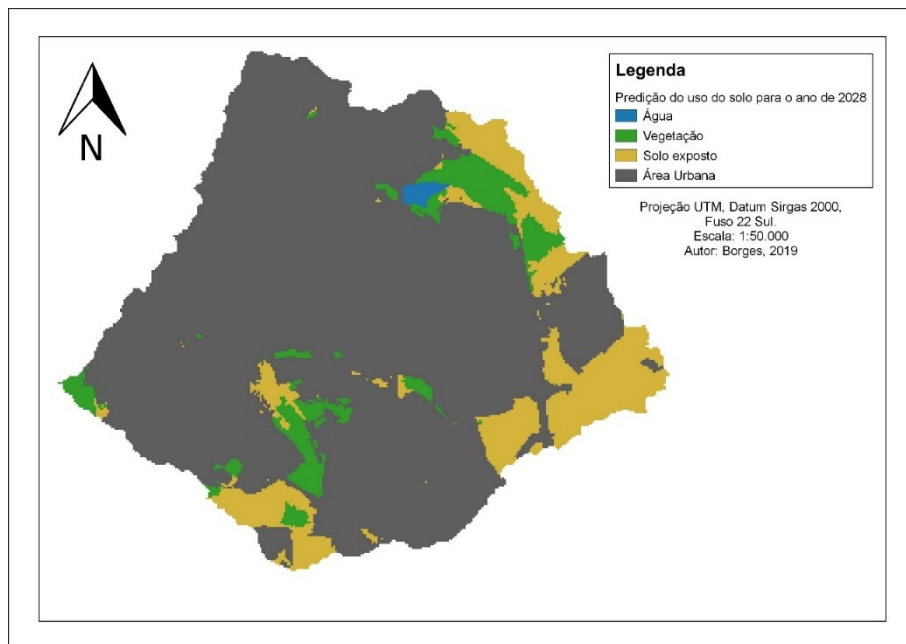 N
Legenda
Predição do uso do solo para o ano de 2028
Água
Vegetação
Solo exposto
Área Urbana
Projeção UTM, Datum Sirgas 2000,
Fuso 22 Sul.
Escala: 1:50.000
Autor: Borges, 2019